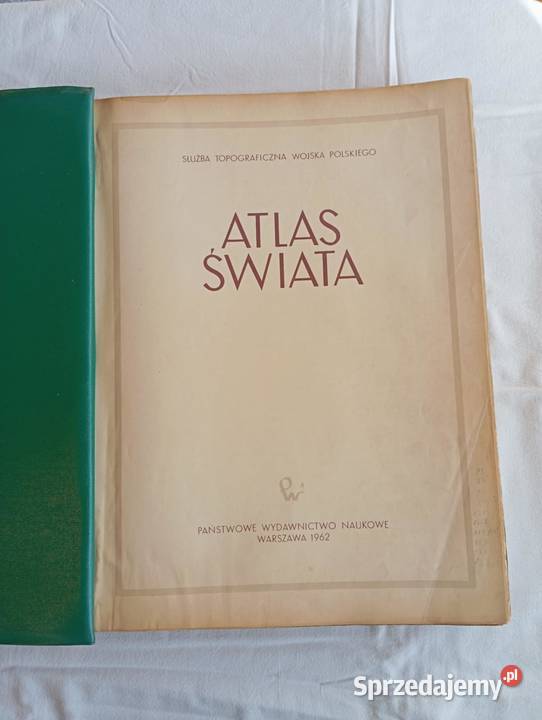 SŁUŻBA TOPOGRAFICZNA WOJSKA POLSKIEGO
ATLAS
ŚWIATA
PAŃSTWOWE WYDAWNICTWO NAUKOWE
WARSZAWA 1962
Sprzedajemy.pl